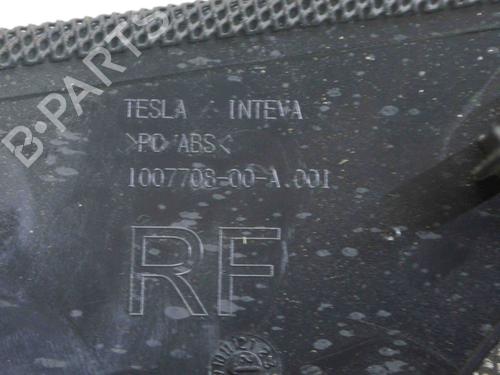 B-PARTS
TESLA / INTEVA
>PC/ABS<
1007708-00-A.001
RF